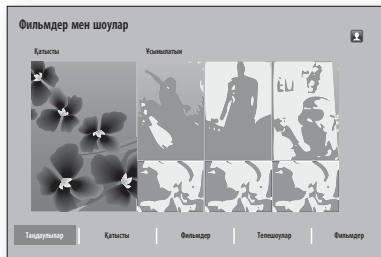 Фильмдер мен шоулар
Қатысты Ұсынылатын
Таңдаулылар Қатысты Фильмдер Телешоулар Фильмдер